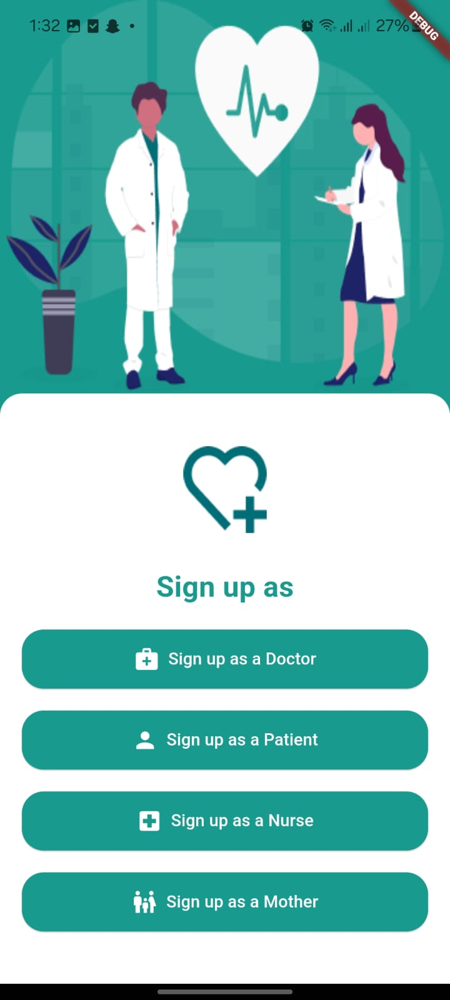 1:32
27%
DEBUG
Sign up as
Sign up as a Doctor
Sign up as a Patient
Sign up as a Nurse
Sign up as a Mother